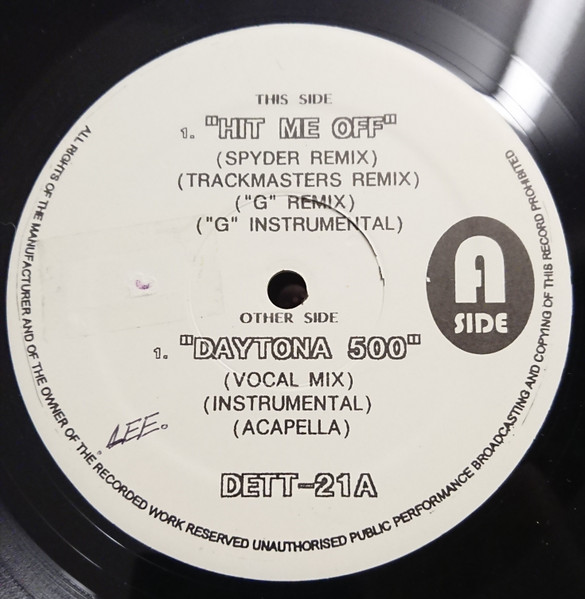 THIS SIDE
1. "HIT ME OFF"
(SPYDER REMIX)
(TRACKMASTERS REMIX)
("G" REMIX)
("G" INSTRUMENTAL)
A
SIDE
OTHER SIDE
1. "DAYTONA 500"
(VOCAL MIX)
(INSTRUMENTAL)
(ACAPELLA)
LEE.
DETT-21A
ALL RIGHTS OF THE MANUFACTURER AND OF THE OWNER OF THE RECORDED WORK RESERVED UNAUTHORISED PUBLIC PERFORMANCE BROADCASTING AND COPYING OF THIS RECORD PROHIBITED